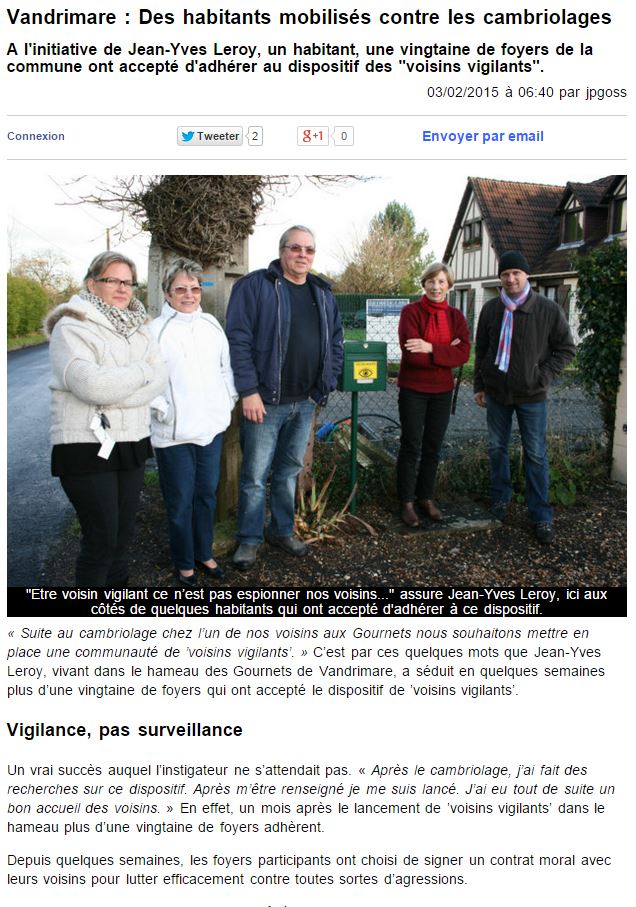 Vandrimare : Des habitants mobilisés contre les cambriolages
A l'initiative de Jean-Yves Leroy, un habitant, une vingtaine de foyers de la
commune ont accepté d'adhérer au dispositif des "voisins vigilants".
03/02/2015 à 06:40 par jpgoss
Connexion
Tweeter 2
g+1 0
Envoyer par email
"Etre voisin vigilant ce n’est pas espionner nos voisins..." assure Jean-Yves Leroy, ici aux
côtés de quelques habitants qui ont accepté d'adhérer à ce dispositif.
« Suite au cambriolage chez l’un de nos voisins aux Gournets nous souhaitons mettre en
place une communauté de ’voisins vigilants’. » C’est par ces quelques mots que Jean-Yves
Leroy, vivant dans le hameau des Gournets de Vandrimare, a séduit en quelques semaines
plus d’une vingtaine de foyers qui ont accepté le dispositif de ’voisins vigilants’.
Vigilance, pas surveillance
Un vrai succès auquel l’instigateur ne s’attendait pas. « Après le cambriolage, j’ai fait des
recherches sur ce dispositif. Après m’être renseigné je me suis lancé. J’ai eu tout de suite un
bon accueil des voisins. » En effet, un mois après le lancement de ’voisins vigilants’ dans le
hameau plus d’une vingtaine de foyers adhèrent.
Depuis quelques semaines, les foyers participants ont choisi de signer un contrat moral avec
leurs voisins pour lutter efficacement contre toutes sortes d’agressions.